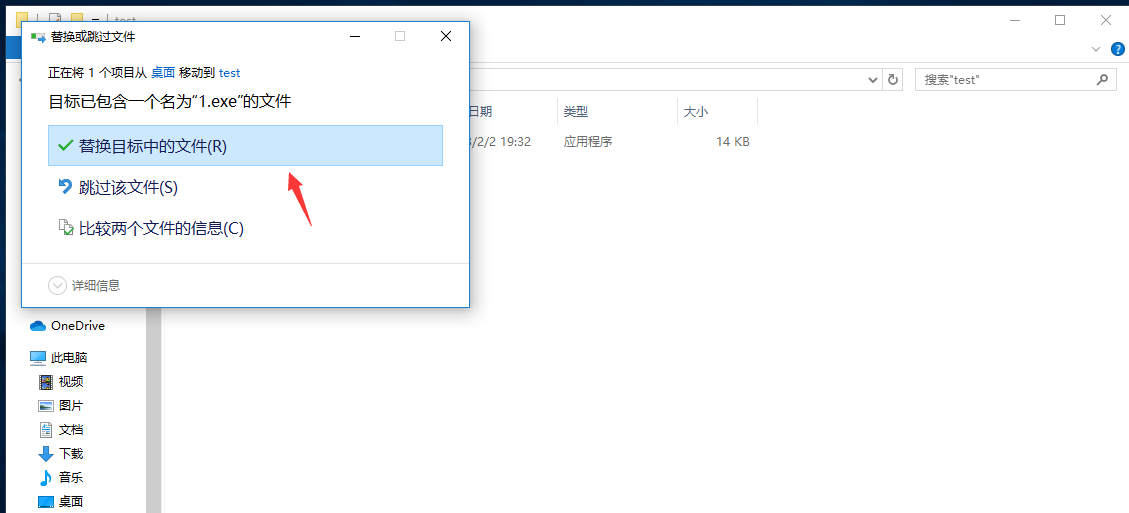 test
替换或跳过文件
正在将 1 个项目从 桌面 移动到 test
目标已包含一个名为“1.exe”的文件
替换目标中的文件(R)
跳过该文件(S)
比较两个文件的信息(C)
详细信息
搜索"test"
日期 类型 大小
/2/2 19:32 应用程序 14 KB
OneDrive
此电脑
视频
图片
文档
下载
音乐
桌面